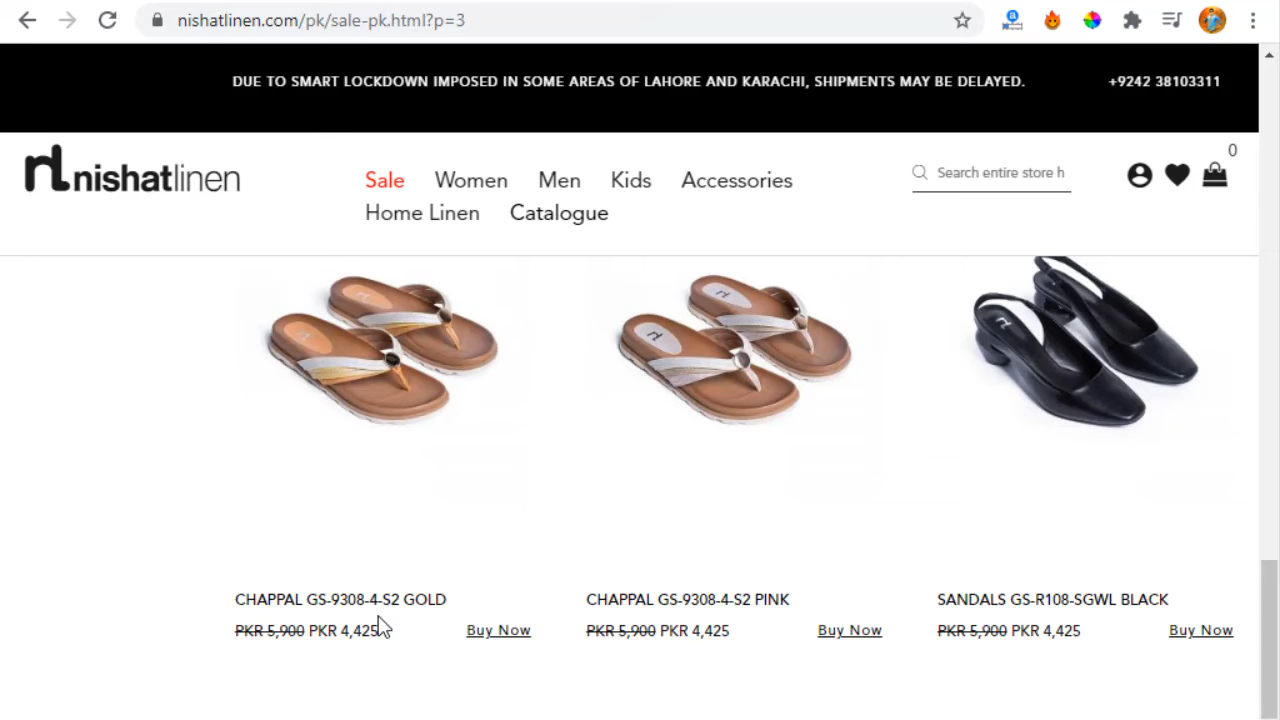 nishatlinen.com/pk/sale-pk.html?p=3
DUE TO SMART LOCKDOWN IMPOSED IN SOME AREAS OF LAHORE AND KARACHI, SHIPMENTS MAY BE DELAYED. +9242 38103311
nishatlinen
Sale Women Men Kids Accessories
Home Linen Catalogue
Search entire store h
0
CHAPPAL GS-9308-4-S2 GOLD
PKR 5,900 PKR 4,425 Buy Now
CHAPPAL GS-9308-4-S2 PINK
PKR 5,900 PKR 4,425 Buy Now
SANDALS GS-R108-SGWL BLACK
PKR 5,900 PKR 4,425 Buy Now